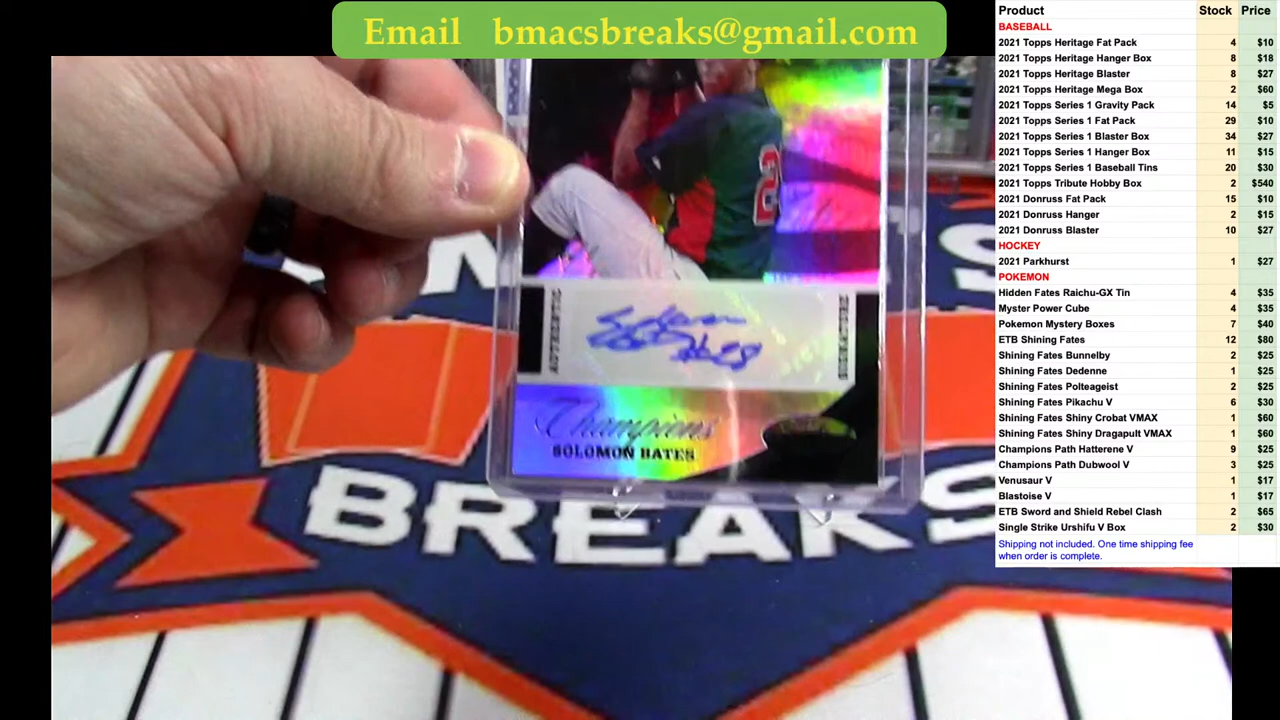 Email bmacsbreaks@gmail.com
Product Stock Price
BASEBALL
2021 Topps Heritage Fat Pack 4 $10
2021 Topps Heritage Hanger Box 8 $18
2021 Topps Heritage Blaster 8 $27
2021 Topps Heritage Mega Box 2 $60
2021 Topps Series 1 Gravity Pack 14 $5
2021 Topps Series 1 Fat Pack 29 $10
2021 Topps Series 1 Blaster Box 34 $27
2021 Topps Series 1 Hanger Box 11 $15
2021 Topps Series 1 Baseball Tins 20 $30
2021 Topps Tribute Hobby Box 2 $540
2021 Donruss Fat Pack 15 $10
2021 Donruss Hanger 2 $15
2021 Donruss Blaster 10 $27
HOCKEY
2021 Parkhurst 1 $27
POKEMON
Hidden Fates Raichu-GX Tin 4 $35
Myster Power Cube 4 $35
Pokemon Mystery Boxes 7 $40
ETB Shining Fates 12 $80
Shining Fates Bunnelby 2 $25
Shining Fates Dedenne 1 $25
Shining Fates Polteageist 2 $25
Shining Fates Pikachu V 6 $30
Shining Fates Shiny Crobat VMAX 1 $60
Shining Fates Shiny Dragapult VMAX 1 $60
Champions Path Hatterene V 9 $25
Champions Path Dubwool V 3 $25
Venusaur V 1 $17
Blastoise V 1 $17
ETB Sword and Shield Rebel Clash 2 $65
Single Strike Urshifu V Box 2 $30
Shipping not included. One time shipping fee
when order is complete.
2
AUTHENTIC
SIGNATURE
Champions
SOLOMON BATES
BREAKS